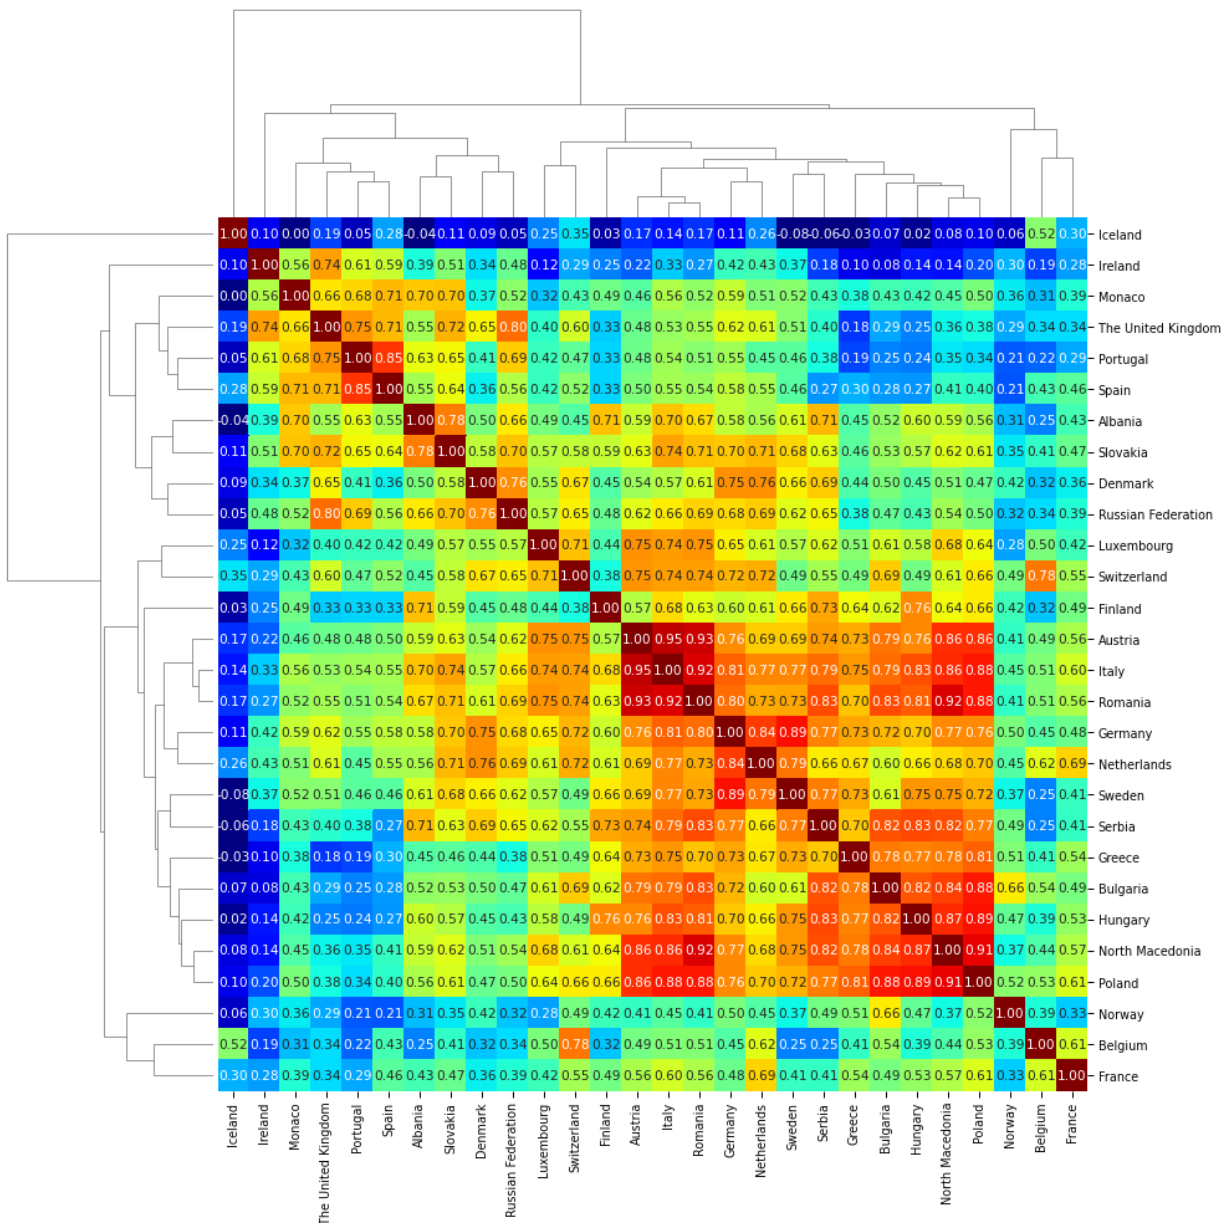 1.00 0.10 0.00 0.19 0.05 0.28 -0.04 0.11 0.09 0.05 0.25 0.35 0.03 0.17 0.14 0.17 0.11 0.26 -0.08 -0.06 -0.03 0.07 0.02 0.08 0.10 0.06 0.52 0.30 Iceland
0.10 1.00 0.56 0.74 0.61 0.59 0.39 0.51 0.34 0.48 0.12 0.29 0.25 0.22 0.33 0.27 0.42 0.43 0.37 0.18 0.10 0.08 0.14 0.14 0.20 0.30 0.19 0.28 Ireland
0.00 0.56 1.00 0.66 0.68 0.71 0.70 0.70 0.37 0.52 0.32 0.43 0.49 0.46 0.56 0.52 0.59 0.51 0.52 0.43 0.38 0.43 0.42 0.45 0.50 0.36 0.31 0.39 Monaco
0.19 0.74 0.66 1.00 0.75 0.71 0.55 0.72 0.65 0.80 0.40 0.60 0.33 0.48 0.53 0.55 0.62 0.61 0.51 0.40 0.18 0.29 0.25 0.36 0.38 0.29 0.34 0.34 The United Kingdom
0.05 0.61 0.68 0.75 1.00 0.85 0.63 0.65 0.41 0.69 0.42 0.47 0.33 0.48 0.54 0.51 0.55 0.45 0.46 0.38 0.19 0.25 0.24 0.35 0.34 0.21 0.22 0.29 Portugal
0.28 0.59 0.71 0.71 0.85 1.00 0.55 0.64 0.36 0.56 0.42 0.52 0.33 0.50 0.55 0.54 0.58 0.55 0.46 0.27 0.30 0.28 0.27 0.41 0.40 0.21 0.43 0.46 Spain
-0.04 0.39 0.70 0.55 0.63 0.55 1.00 0.78 0.50 0.66 0.49 0.45 0.71 0.59 0.70 0.67 0.58 0.56 0.61 0.71 0.45 0.52 0.60 0.59 0.56 0.31 0.25 0.43 Albania
0.11 0.51 0.70 0.72 0.65 0.64 0.78 1.00 0.58 0.70 0.57 0.58 0.59 0.63 0.74 0.71 0.70 0.71 0.68 0.63 0.46 0.53 0.57 0.62 0.61 0.35 0.41 0.47 Slovakia
0.09 0.34 0.37 0.65 0.41 0.36 0.50 0.58 1.00 0.76 0.55 0.67 0.45 0.54 0.57 0.61 0.75 0.76 0.66 0.69 0.44 0.50 0.45 0.51 0.47 0.42 0.32 0.36 Denmark
0.05 0.48 0.52 0.80 0.69 0.56 0.66 0.70 0.76 1.00 0.57 0.65 0.48 0.62 0.66 0.69 0.68 0.69 0.62 0.65 0.38 0.47 0.43 0.54 0.50 0.32 0.34 0.39 Russian Federation
0.25 0.12 0.32 0.40 0.42 0.42 0.49 0.57 0.55 0.57 1.00 0.71 0.44 0.75 0.74 0.75 0.65 0.61 0.57 0.62 0.51 0.61 0.58 0.68 0.64 0.28 0.50 0.42 Luxembourg
0.35 0.29 0.43 0.60 0.47 0.52 0.45 0.58 0.67 0.65 0.71 1.00 0.38 0.75 0.74 0.74 0.72 0.72 0.49 0.55 0.49 0.69 0.49 0.61 0.66 0.49 0.78 0.55 Switzerland
0.03 0.25 0.49 0.33 0.33 0.33 0.71 0.59 0.45 0.48 0.44 0.38 1.00 0.57 0.68 0.63 0.60 0.61 0.66 0.73 0.64 0.62 0.76 0.64 0.66 0.42 0.32 0.49 Finland
0.17 0.22 0.46 0.48 0.48 0.50 0.59 0.63 0.54 0.62 0.75 0.75 0.57 1.00 0.95 0.93 0.76 0.69 0.69 0.74 0.73 0.79 0.76 0.86 0.86 0.41 0.49 0.56 Austria
0.14 0.33 0.56 0.53 0.54 0.55 0.70 0.74 0.57 0.66 0.74 0.74 0.68 0.95 1.00 0.92 0.81 0.77 0.77 0.79 0.75 0.79 0.83 0.86 0.88 0.45 0.51 0.60 Italy
0.17 0.27 0.52 0.55 0.51 0.54 0.67 0.71 0.61 0.69 0.75 0.74 0.63 0.93 0.92 1.00 0.80 0.73 0.73 0.83 0.70 0.83 0.81 0.92 0.88 0.41 0.51 0.56 Romania
0.11 0.42 0.59 0.62 0.55 0.58 0.58 0.70 0.75 0.68 0.65 0.72 0.60 0.76 0.81 0.80 1.00 0.84 0.89 0.77 0.73 0.72 0.70 0.77 0.76 0.50 0.45 0.48 Germany
0.26 0.43 0.51 0.61 0.45 0.55 0.56 0.71 0.76 0.69 0.61 0.72 0.61 0.69 0.77 0.73 0.84 1.00 0.79 0.66 0.67 0.60 0.66 0.68 0.70 0.45 0.62 0.69 Netherlands
-0.08 0.37 0.52 0.51 0.46 0.46 0.61 0.68 0.66 0.62 0.57 0.49 0.66 0.69 0.77 0.73 0.89 0.79 1.00 0.77 0.73 0.61 0.75 0.75 0.72 0.37 0.25 0.41 Sweden
-0.06 0.18 0.43 0.40 0.38 0.27 0.71 0.63 0.69 0.65 0.62 0.55 0.73 0.74 0.79 0.83 0.77 0.66 0.77 1.00 0.70 0.82 0.83 0.82 0.77 0.49 0.25 0.41 Serbia
-0.03 0.10 0.38 0.18 0.19 0.30 0.45 0.46 0.44 0.38 0.51 0.49 0.64 0.73 0.75 0.70 0.73 0.67 0.73 0.70 1.00 0.78 0.77 0.78 0.81 0.51 0.41 0.54 Greece
0.07 0.08 0.43 0.29 0.25 0.28 0.52 0.53 0.50 0.47 0.61 0.69 0.62 0.79 0.79 0.83 0.72 0.60 0.61 0.82 0.78 1.00 0.82 0.84 0.88 0.66 0.54 0.49 Bulgaria
0.02 0.14 0.42 0.25 0.24 0.27 0.60 0.57 0.45 0.43 0.58 0.49 0.76 0.76 0.83 0.81 0.70 0.66 0.75 0.83 0.77 0.82 1.00 0.87 0.89 0.47 0.39 0.53 Hungary
0.08 0.14 0.45 0.36 0.35 0.41 0.59 0.62 0.51 0.54 0.68 0.61 0.64 0.86 0.86 0.92 0.77 0.68 0.75 0.82 0.78 0.84 0.87 1.00 0.91 0.37 0.44 0.57 North Macedonia
0.10 0.20 0.50 0.38 0.34 0.40 0.56 0.61 0.47 0.50 0.64 0.66 0.66 0.86 0.88 0.88 0.76 0.70 0.72 0.77 0.81 0.88 0.89 0.91 1.00 0.52 0.53 0.61 Poland
0.06 0.30 0.36 0.29 0.21 0.21 0.31 0.35 0.42 0.32 0.28 0.49 0.42 0.41 0.45 0.41 0.50 0.45 0.37 0.49 0.51 0.66 0.47 0.37 0.52 1.00 0.39 0.33 Norway
0.52 0.19 0.31 0.34 0.22 0.43 0.25 0.41 0.32 0.34 0.50 0.78 0.32 0.49 0.51 0.51 0.45 0.62 0.25 0.25 0.41 0.54 0.39 0.44 0.53 0.39 1.00 0.61 Belgium
0.30 0.28 0.39 0.34 0.29 0.46 0.43 0.47 0.36 0.39 0.42 0.55 0.49 0.56 0.60 0.56 0.48 0.69 0.41 0.41 0.54 0.49 0.53 0.57 0.61 0.33 0.61 1.00 France
Iceland
Ireland
Monaco
The United Kingdom
Portugal
Spain
Albania
Slovakia
Denmark
Russian Federation
Luxembourg
Switzerland
Finland
Austria
Italy
Romania
Germany
Netherlands
Sweden
Serbia
Greece
Bulgaria
Hungary
North Macedonia
Poland
Norway
Belgium
France